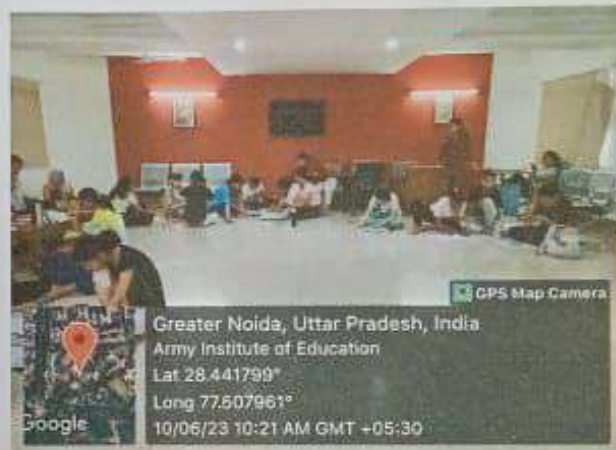 GPS Map Camera
Greater Noida, Uttar Pradesh, India
Army Institute of Education
Lat 28.441799°
Long 77.507961°
10/06/23 10:21 AM GMT +05:30
Google